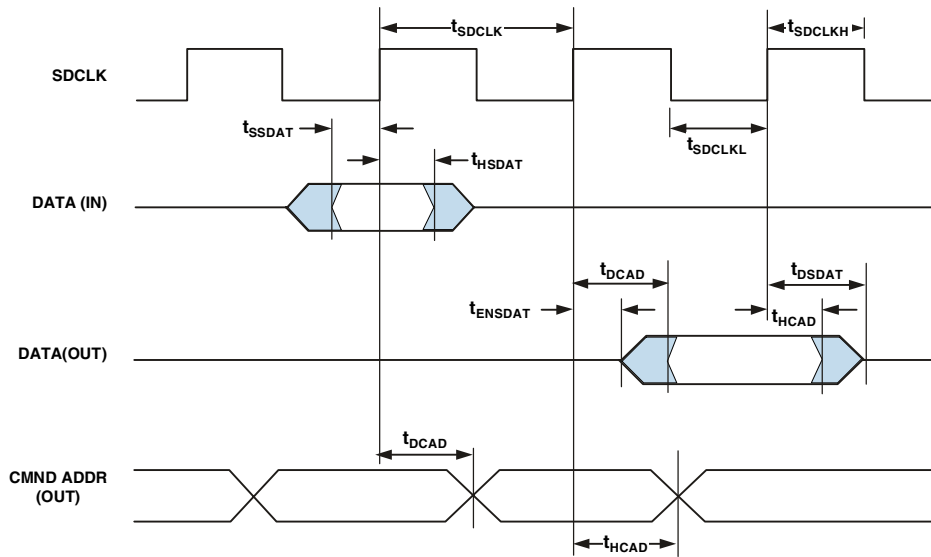 tSDCLK
tSDCLKH
SDCLK
tSSDAT
tSDCLKL
tHSDAT
DATA (IN)
tDCAD
tDSDAT
tENSDAT
tHCAD
DATA(OUT)
tDCAD
CMND ADDR
(OUT)
tHCAD